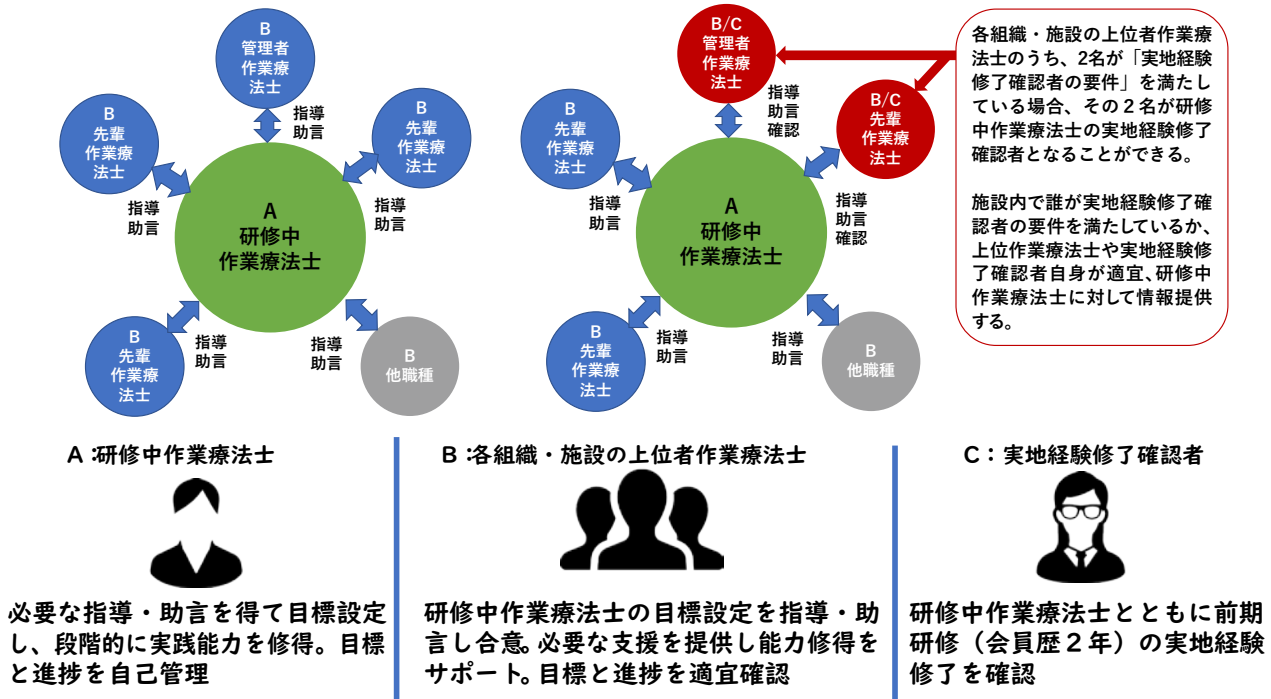 B
管理者
作業療
法士
指導
助言
B
先輩
作業療
法士
指導
助言
B
先輩
作業療
法士
指導
助言
A
研修中
作業療法士
B
先輩
作業療
法士
指導
助言
指導
助言
B
他職種
B/C
管理者
作業療
法士
指導
助言
確認
B
先輩
作業療
法士
指導
助言
B/C
先輩
作業療
法士
指導
助言
確認
A
研修中
作業療法士
B
先輩
作業療
法士
指導
助言
指導
助言
B
他職種
各組織・施設の上位者作業療
法士のうち、2名が「実地経験
修了確認者の要件」を満たし
ている場合、その２名が研修
中作業療法士の実地経験修了
確認者となることができる。
施設内で誰が実地経験修了確
認者の要件を満たしているか、
上位作業療法士や実地経験修
了確認者自身が適宜、研修中
作業療法士に対して情報提供
する。
A：研修中作業療法士
必要な指導・助言を得て目標設定
し、段階的に実践能力を修得。目標
と進捗を自己管理
B：各組織・施設の上位者作業療法士
研修中作業療法士の目標設定を指導・助
言し合意。必要な支援を提供し能力修得を
サポート。目標と進捗を適宜確認
C：実地経験修了確認者
研修中作業療法士とともに前期
研修（会員歴２年）の実地経験
修了を確認